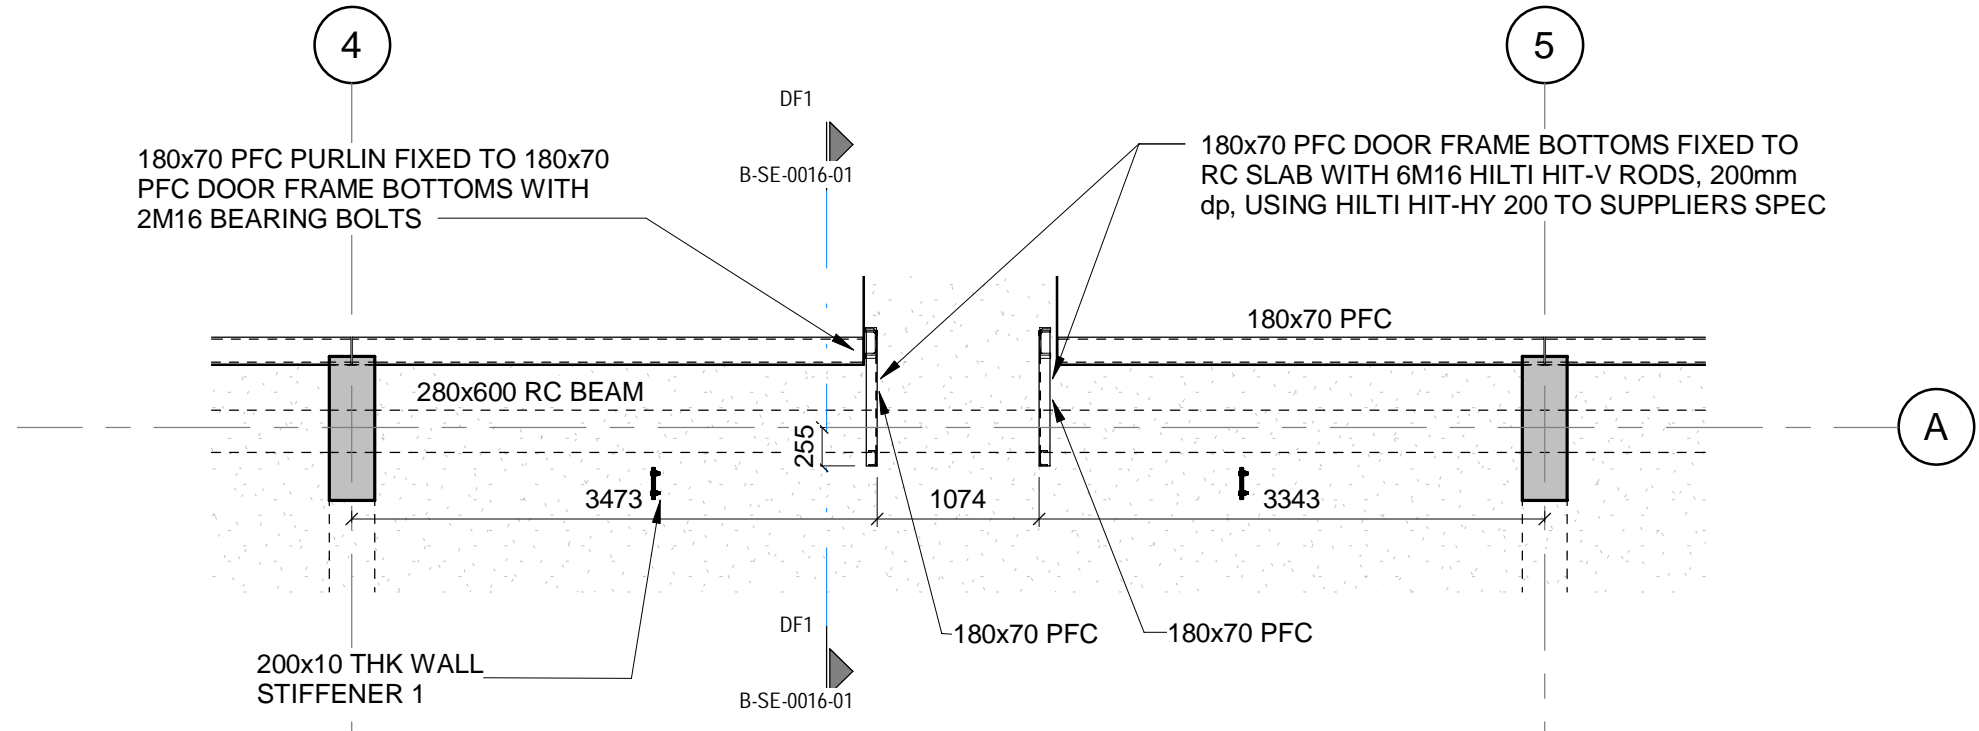 4
5
DF1
B-SE-0016-01
180x70 PFC PURLIN FIXED TO 180x70
PFC DOOR FRAME BOTTOMS WITH
2M16 BEARING BOLTS
180x70 PFC DOOR FRAME BOTTOMS FIXED TO
RC SLAB WITH 6M16 HILTI HIT-V RODS, 200mm
dp, USING HILTI HIT-HY 200 TO SUPPLIERS SPEC
180x70 PFC
280x600 RC BEAM
A
255
3473
1074
3343
DF1
B-SE-0016-01
180x70 PFC
180x70 PFC
200x10 THK WALL
STIFFENER 1